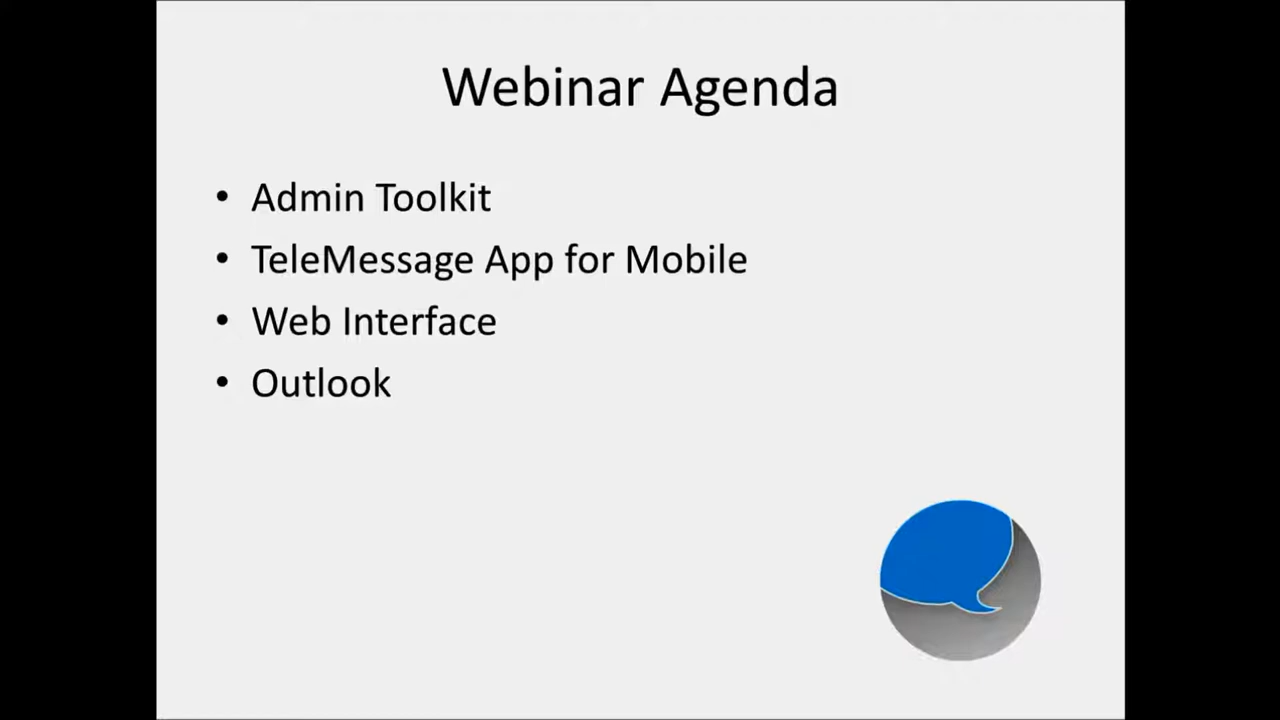 Webinar Agenda
• Admin Toolkit
• TeleMessage App for Mobile
• Web Interface
• Outlook